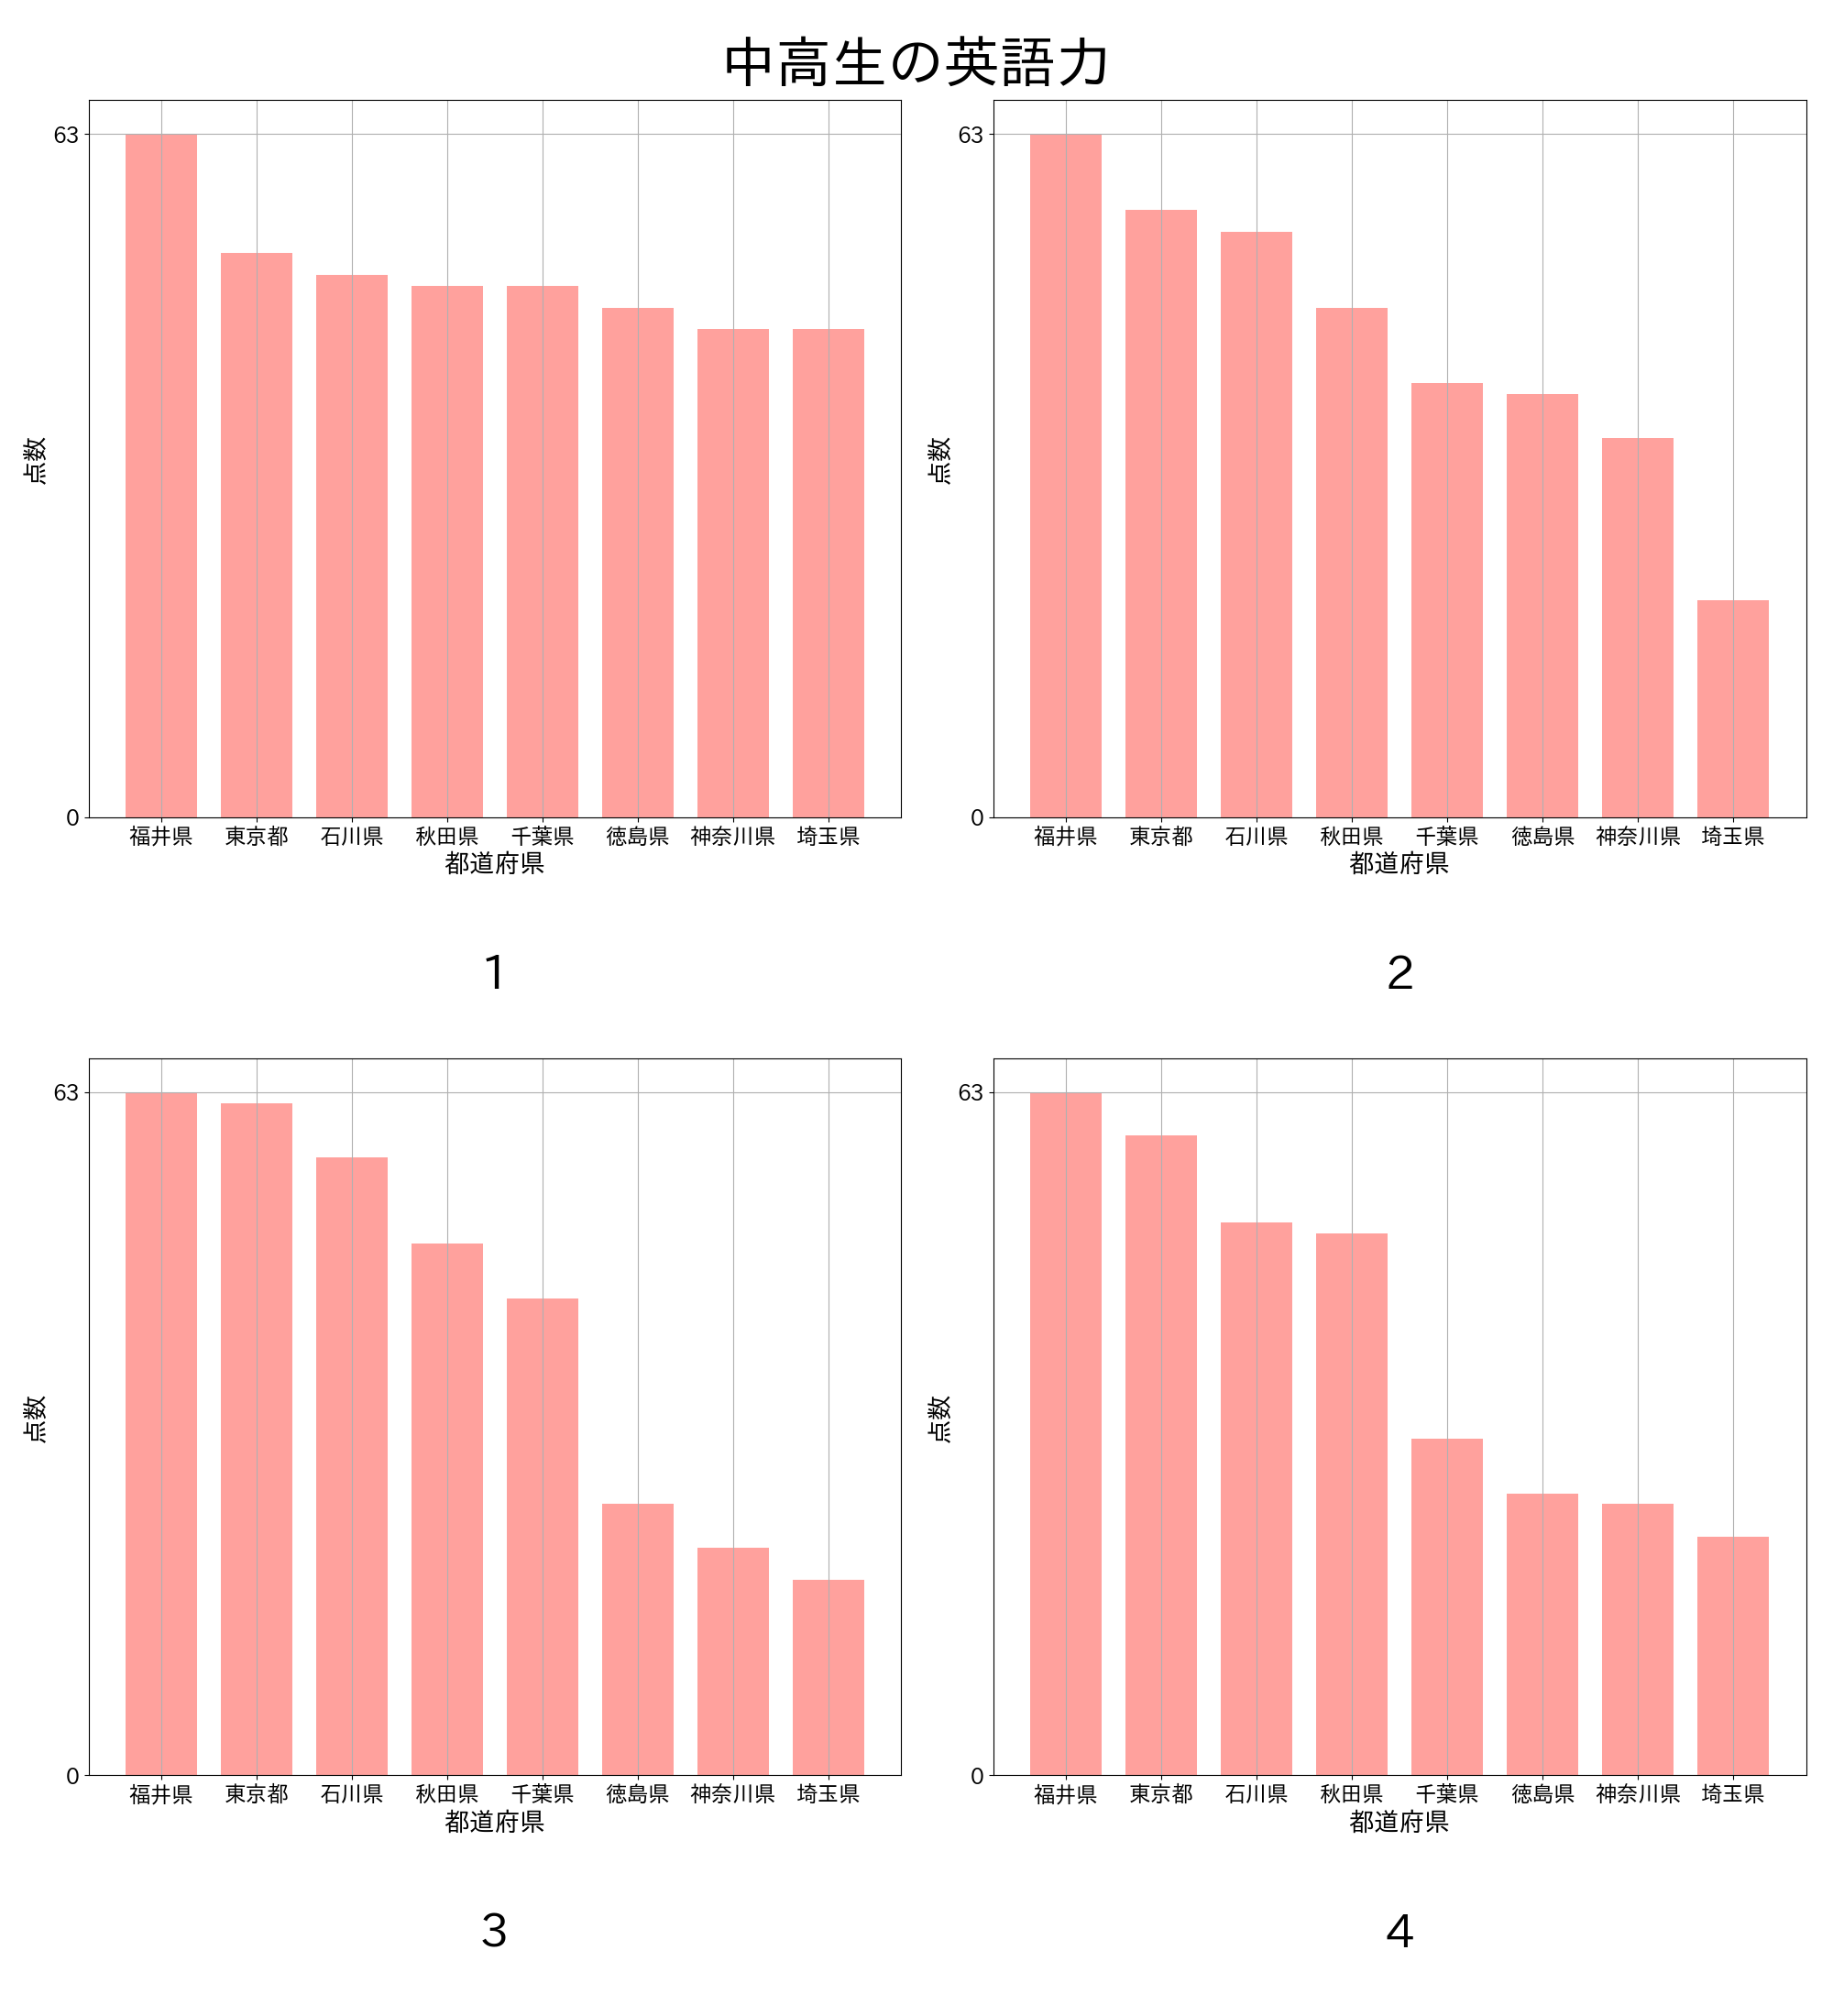 中高生の英語力
63
0
点数
福井県 東京都 石川県 秋田県 千葉県 徳島県 神奈川県 埼玉県
都道府県
1
63
0
点数
福井県 東京都 石川県 秋田県 千葉県 徳島県 神奈川県 埼玉県
都道府県
2
63
0
点数
福井県 東京都 石川県 秋田県 千葉県 徳島県 神奈川県 埼玉県
都道府県
3
63
0
点数
福井県 東京都 石川県 秋田県 千葉県 徳島県 神奈川県 埼玉県
都道府県
4